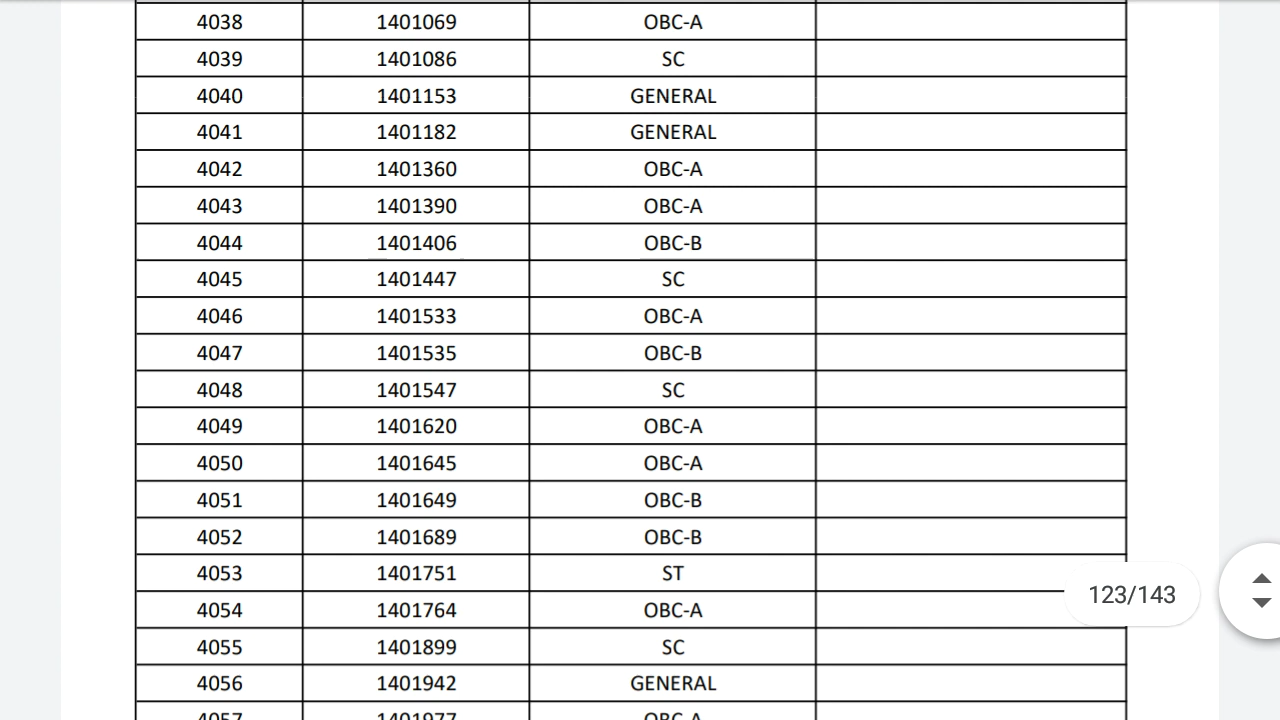 4038 1401069 OBC-A
4039 1401086 SC
4040 1401153 GENERAL
4041 1401182 GENERAL
4042 1401360 OBC-A
4043 1401390 OBC-A
4044 1401406 OBC-B
4045 1401447 SC
4046 1401533 OBC-A
4047 1401535 OBC-B
4048 1401547 SC
4049 1401620 OBC-A
4050 1401645 OBC-A
4051 1401649 OBC-B
4052 1401689 OBC-B
4053 1401751 ST
123/143
4054 1401764 OBC-A
4055 1401899 SC
4056 1401942 GENERAL
4057 1401977 OBC-A